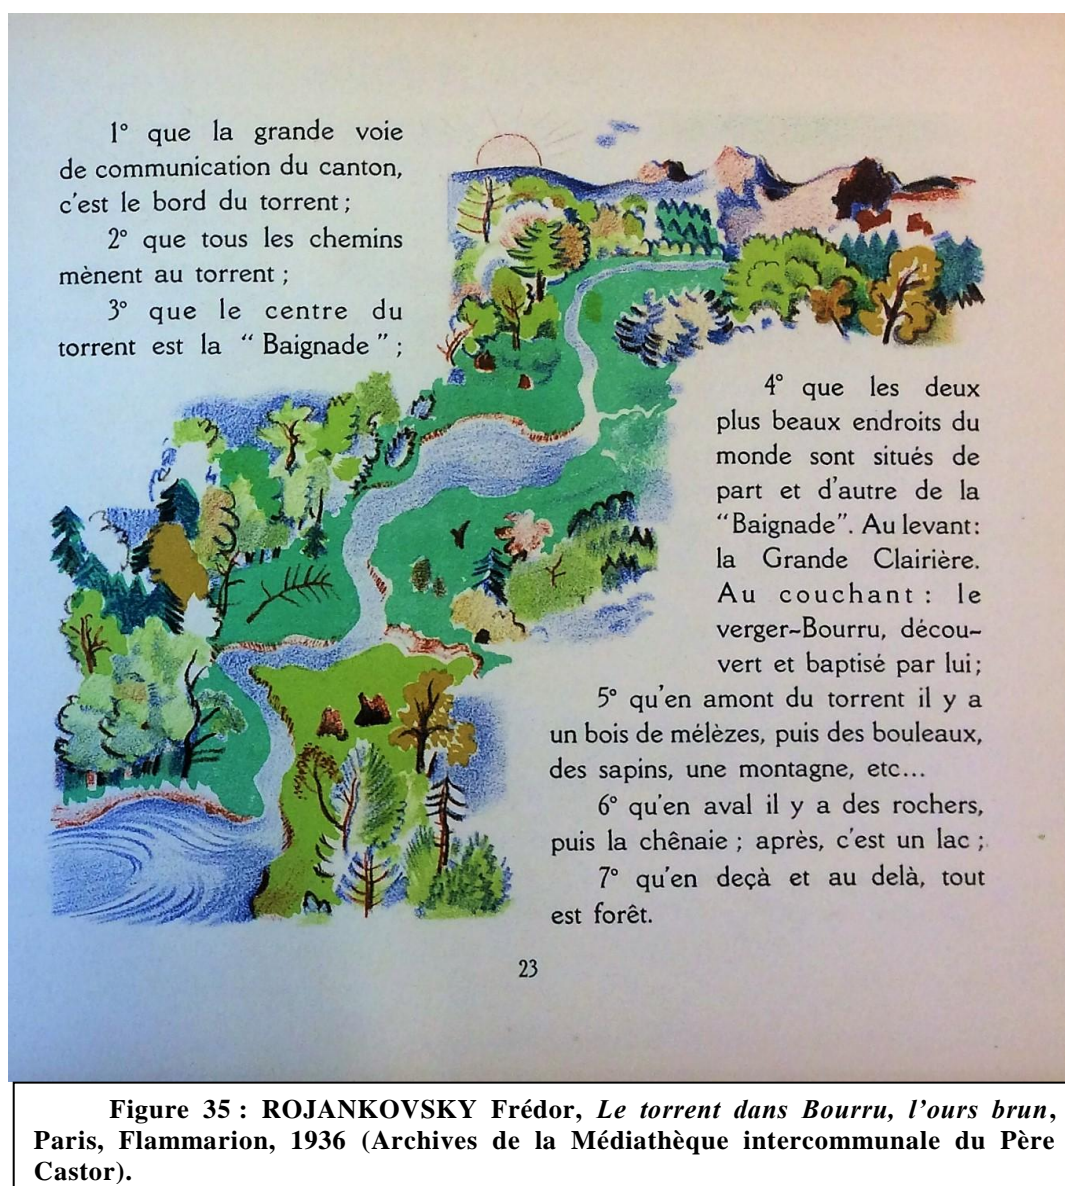 1° que la grande voie
de communication du canton,
c'est le bord du torrent ;
2° que tous les chemins
mènent au torrent ;
3° que le centre du
torrent est la “ Baignade ” ;
4° que les deux
plus beaux endroits du
monde sont situés de
part et d'autre de la
“Baignade”. Au levant :
la Grande Clairière.
Au couchant : le
verger-Bourru, décou-
vert et baptisé par lui ;
5° qu'en amont du torrent il y a
un bois de mélèzes, puis des bouleaux,
des sapins, une montagne, etc...
6° qu'en aval il y a des rochers,
puis la chênaie ; après, c'est un lac ;
7° qu'en deçà et au delà, tout
est forêt.
23
Figure 35 : ROJANKOVSKY Frédor, Le torrent dans Bourru, l'ours brun,
Paris, Flammarion, 1936 (Archives de la Médiathèque intercommunale du Père
Castor).